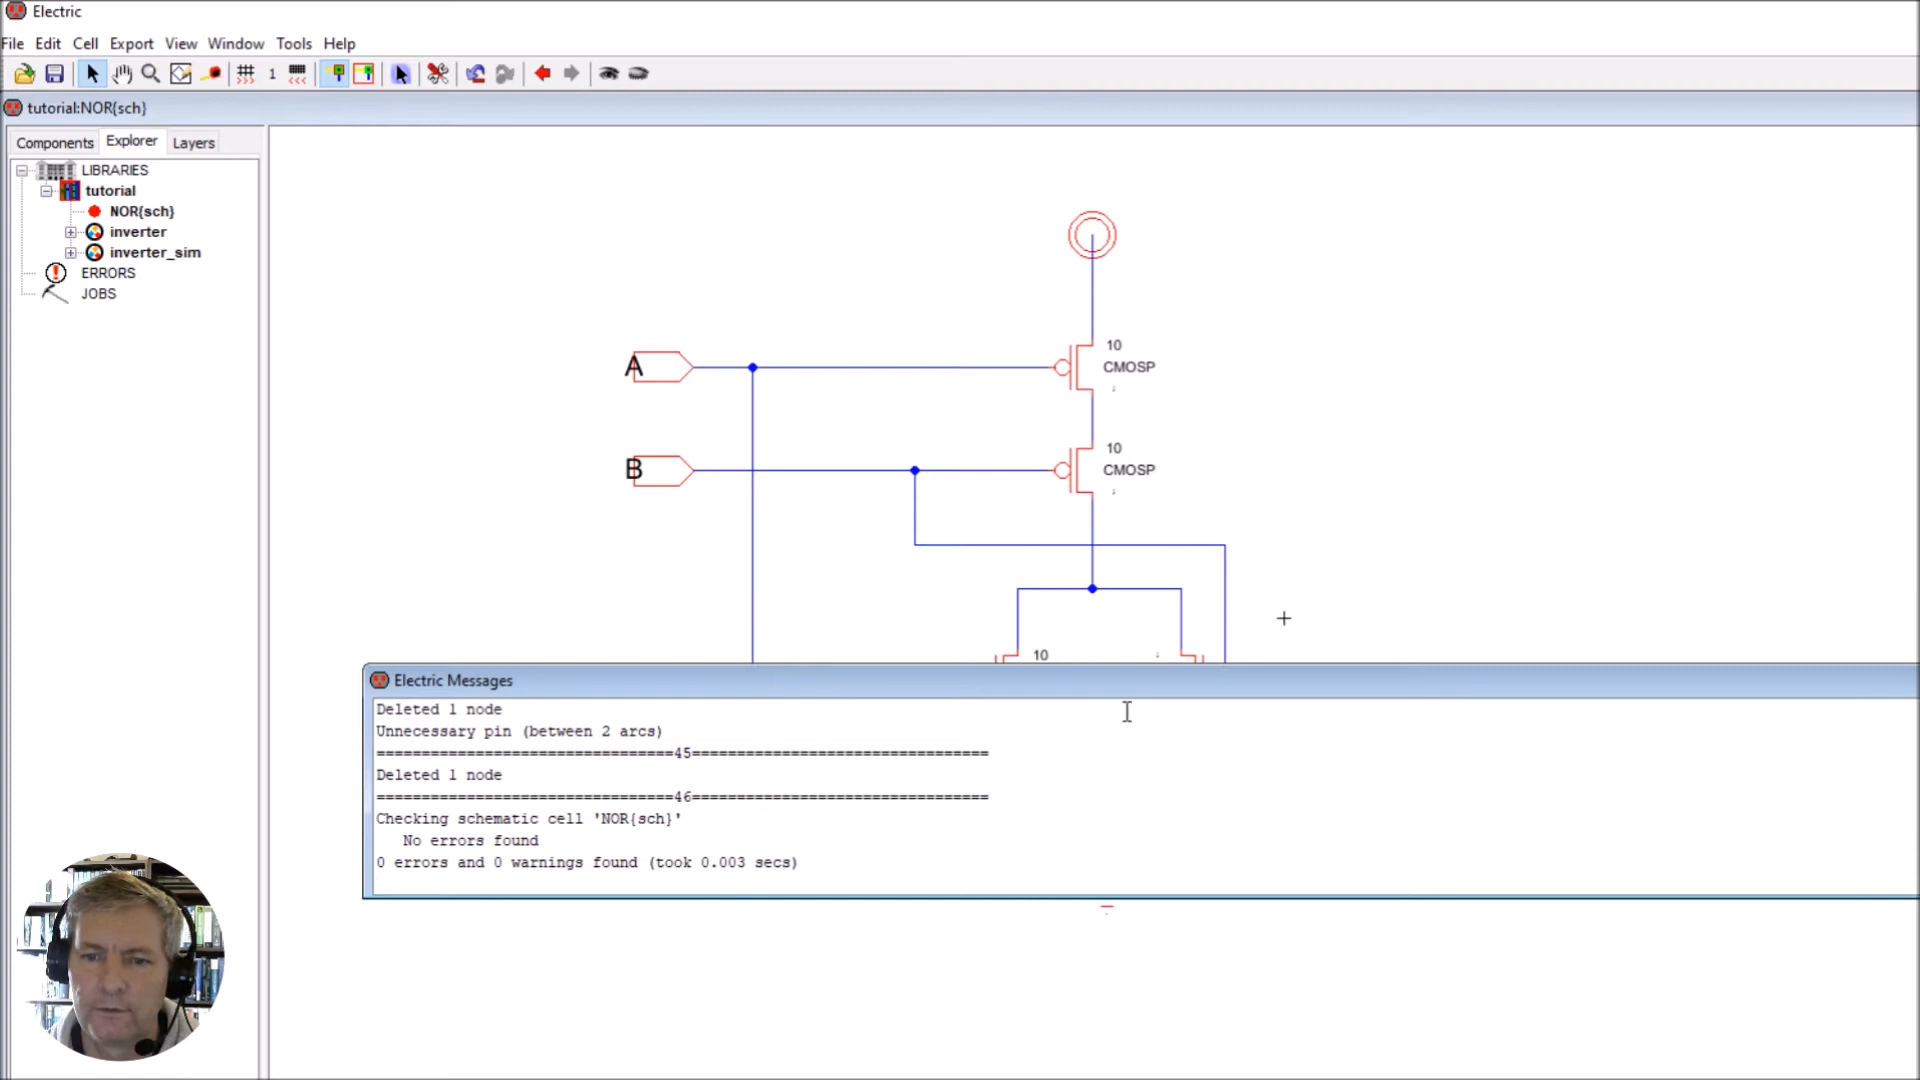 Electric
File Edit Cell Export View Window Tools Help
1
tutorial:NOR{sch}
Components Explorer Layers
LIBRARIES
tutorial
NOR{sch}
inverter
inverter_sim
ERRORS
JOBS
A
10
CMOSP
B
10
CMOSP
10
Electric Messages
Deleted 1 node
Unnecessary pin (between 2 arcs)
=================================45=================================
Deleted 1 node
=================================46=================================
Checking schematic cell 'NOR{sch}'
No errors found
0 errors and 0 warnings found (took 0.003 secs)